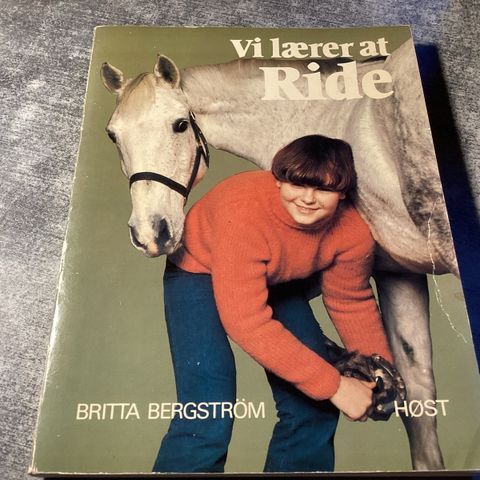 Vi lærer at
Ride
BRITTA BERGSTRÖM
HØST